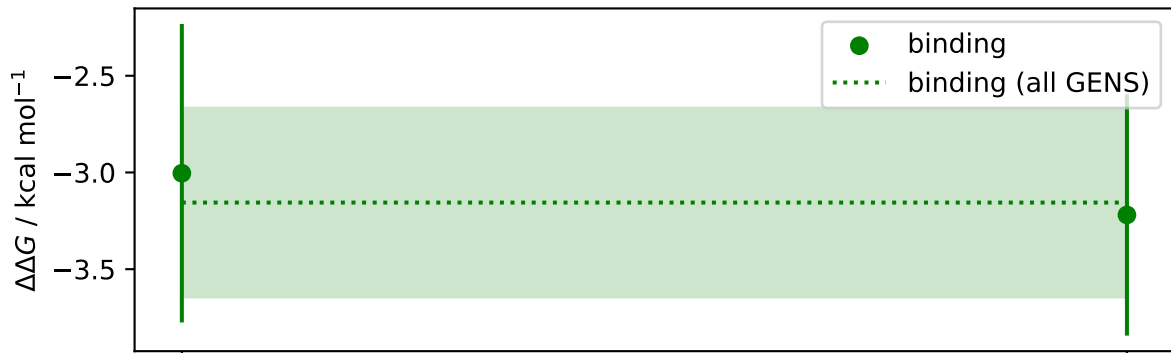 ΔΔG / kcal mol⁻¹
−2.5
−3.0
−3.5
binding
binding (all GENS)